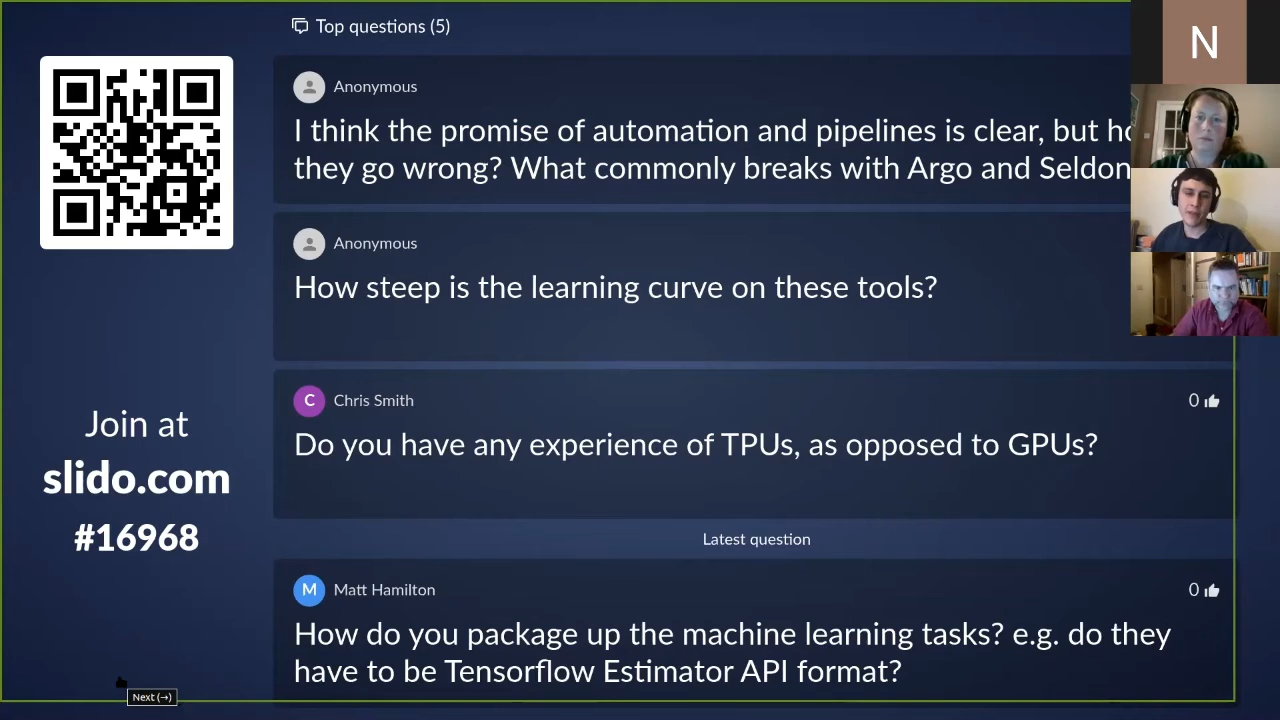 Top questions (5)
Anonymous
I think the promise of automation and pipelines is clear, but
they go wrong? What commonly breaks with Argo and Seldon
Anonymous
How steep is the learning curve on these tools?
C Chris Smith
0
Do you have any experience of TPUs, as opposed to GPUs?
Latest question
M Matt Hamilton
0
How do you package up the machine learning tasks? e.g. do they
have to be Tensorflow Estimator API format?
Join at
slido.com
#16968
Next (→)
N